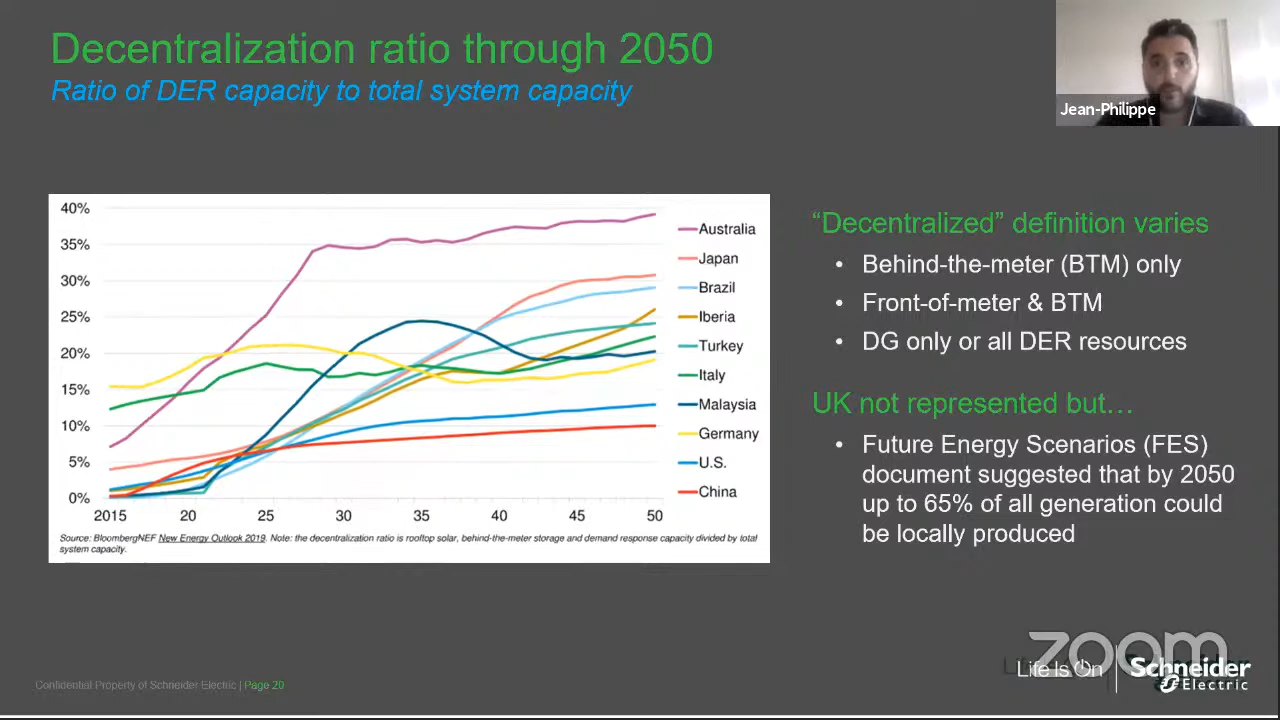 Decentralization ratio through 2050
Ratio of DER capacity to total system capacity
Jean-Philippe
40%
35%
30%
25%
20%
15%
10%
5%
0%
2015 20 25 30 35 40 45 50
Australia
Japan
Brazil
Iberia
Turkey
Italy
Malaysia
Germany
U.S.
China
Source: BloombergNEF New Energy Outlook 2019. Note: the decentralization ratio is rooftop solar, behind-the-meter storage and demand response capacity divided by total
system capacity.
“Decentralized” definition varies
• Behind-the-meter (BTM) only
• Front-of-meter & BTM
• DG only or all DER resources
UK not represented but…
• Future Energy Scenarios (FES)
document suggested that by 2050
up to 65% of all generation could
be locally produced
zoom
Life Is On
Schneider
Electric
Confidential Property of Schneider Electric | Page 20